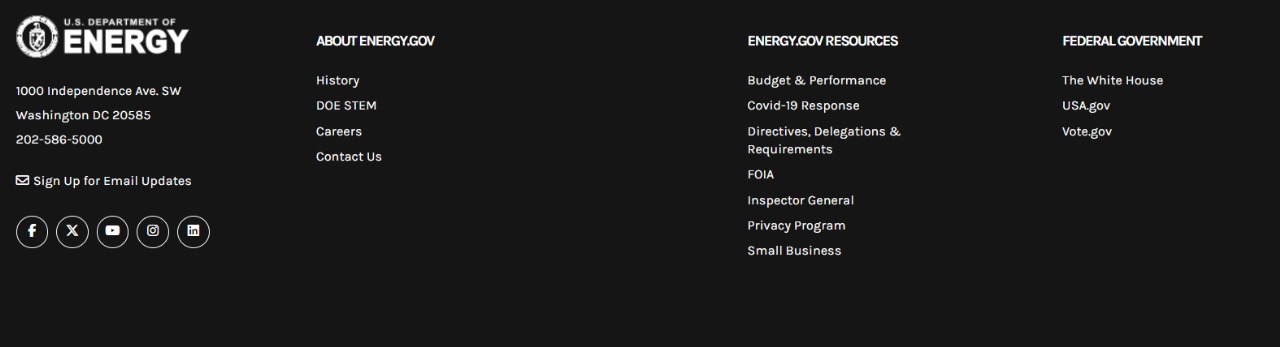 U.S. DEPARTMENT OF
ENERGY
1000 Independence Ave. SW
Washington DC 20585
202-586-5000
Sign Up for Email Updates
ABOUT ENERGY.GOV
History
DOE STEM
Careers
Contact Us
ENERGY.GOV RESOURCES
Budget & Performance
Covid-19 Response
Directives, Delegations &
Requirements
FOIA
Inspector General
Privacy Program
Small Business
FEDERAL GOVERNMENT
The White House
USA.gov
Vote.gov